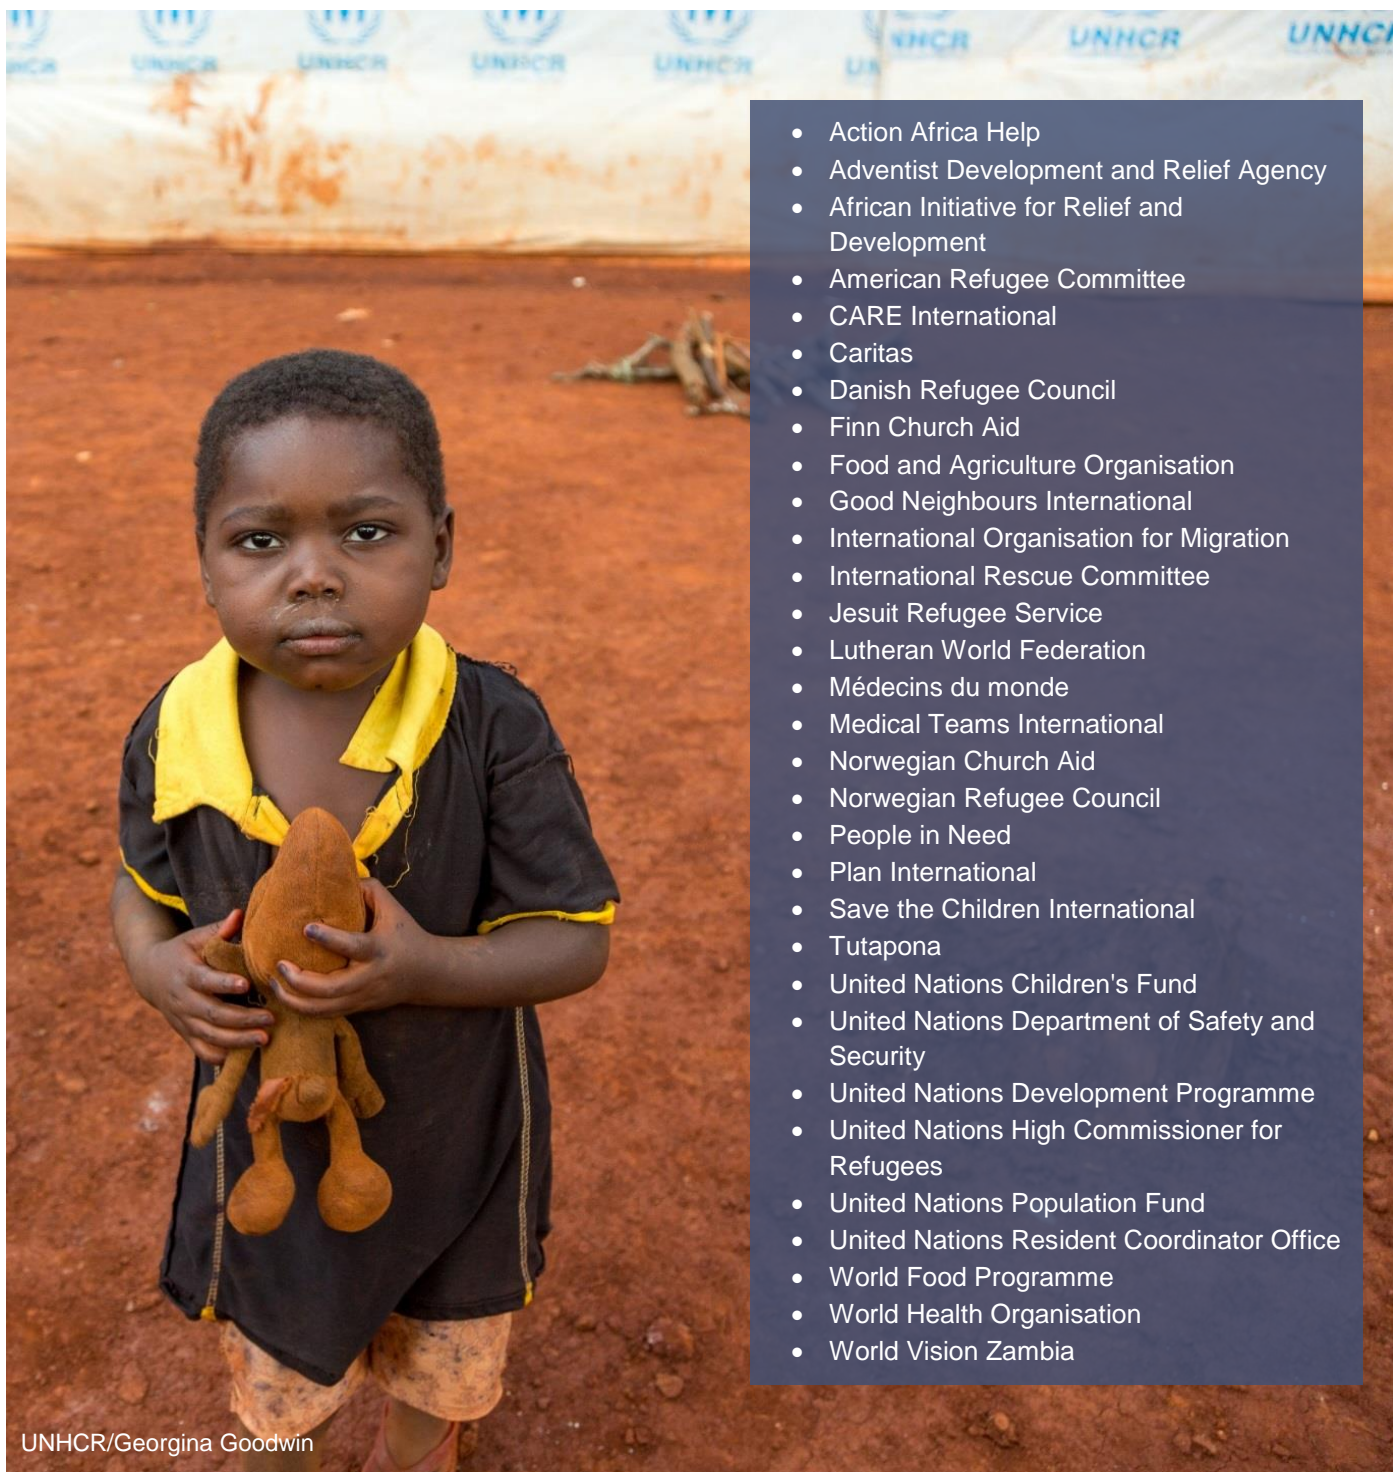 UNHCR UNHCR UNHCR UNHCR UNHCR UNHCR
• Action Africa Help
• Adventist Development and Relief Agency
• African Initiative for Relief and
Development
• American Refugee Committee
• CARE International
• Caritas
• Danish Refugee Council
• Finn Church Aid
• Food and Agriculture Organisation
• Good Neighbours International
• International Organisation for Migration
• International Rescue Committee
• Jesuit Refugee Service
• Lutheran World Federation
• Médecins du monde
• Medical Teams International
• Norwegian Church Aid
• Norwegian Refugee Council
• People in Need
• Plan International
• Save the Children International
• Tutapona
• United Nations Children's Fund
• United Nations Department of Safety and
Security
• United Nations Development Programme
• United Nations High Commissioner for
Refugees
• United Nations Population Fund
• United Nations Resident Coordinator Office
• World Food Programme
• World Health Organisation
• World Vision Zambia
UNHCR/Georgina Goodwin